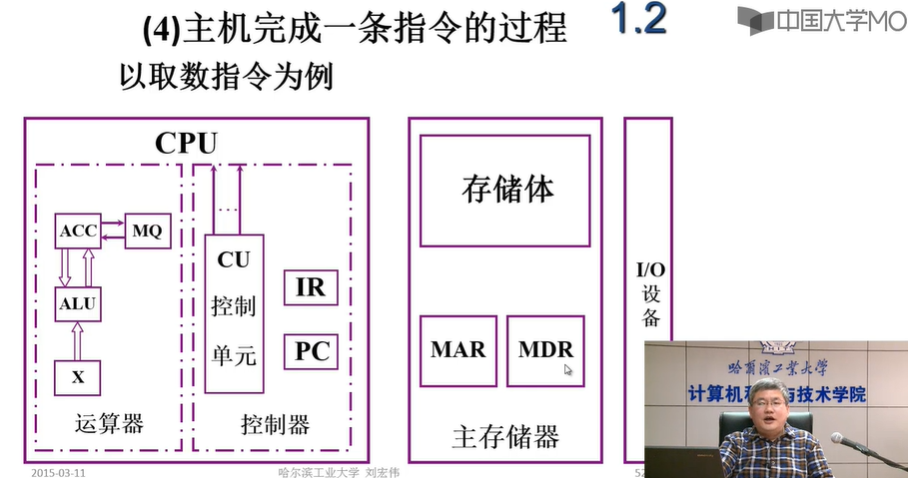 (4)主机完成一条指令的过程
1.2
中国大学MO
以取数指令为例
CPU
ACC
MQ
ALU
X
运算器
...
CU
控制
单元
IR
PC
控制器
存储体
MAR
MDR
主存储器
I/O
设
备
哈尔滨工业大学
计算机科
与技术学院
2015-03-11
哈尔滨工业大学 刘宏伟
52